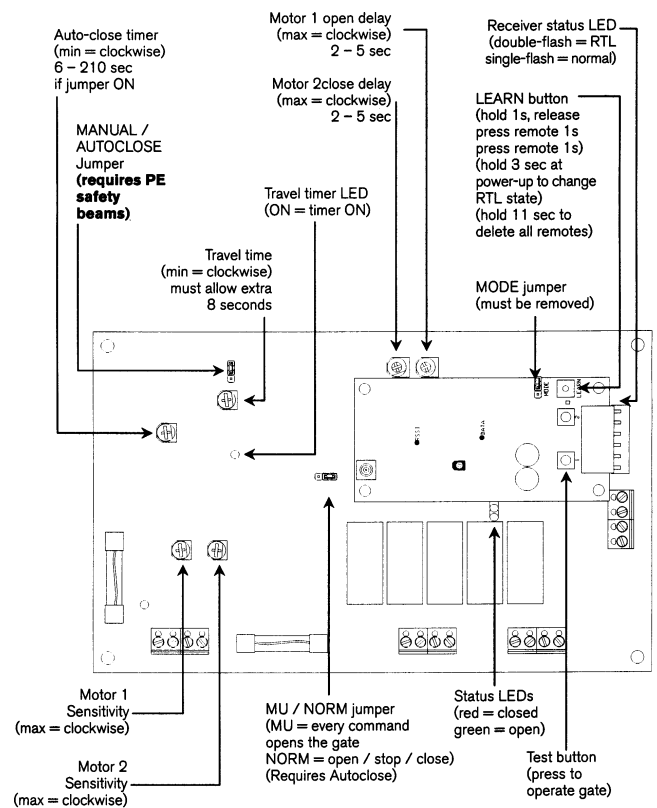 Auto-close timer
(min = clockwise)
6 – 210 sec
if jumper ON
Motor 1 open delay
(max = clockwise)
2 – 5 sec
Motor 2close delay
(max = clockwise)
2 – 5 sec
Receiver status LED
(double-flash = RTL
single-flash = normal)
LEARN button
(hold 1s, release
press remote 1s
press remote 1s)
(hold 3 sec at
power-up to change
RTL state)
(hold 11 sec to
delete all remotes)
MANUAL /
AUTOCLOSE
Jumper
(requires PE
safety
beams)
Travel timer LED
(ON = timer ON)
Travel time
(min = clockwise)
must allow extra
8 seconds
MODE jumper
(must be removed)
MODE
LEARN
2
RSSI
DATA
1
Motor 1
Sensitivity
(max = clockwise)
Motor 2
Sensitivity
(max = clockwise)
MU / NORM jumper
(MU = every command
opens the gate
NORM = open / stop / close)
(Requires Autoclose)
Status LEDs
(red = closed
green = open)
Test button
(press to
operate gate)